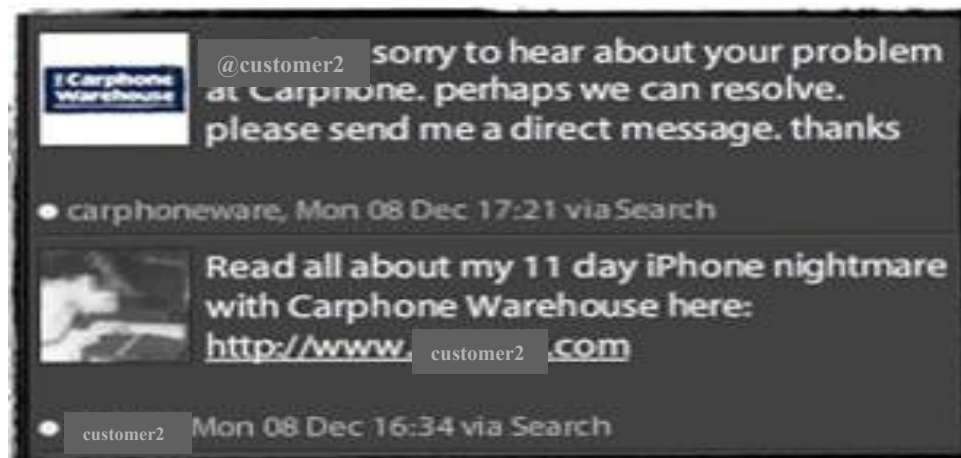 The Carphone
Warehouse
@customer2 sorry to hear about your problem
at Carphone. perhaps we can resolve.
please send me a direct message. thanks
carphoneware, Mon 08 Dec 17:21 via Search
Read all about my 11 day iPhone nightmare
with Carphone Warehouse here:
http://www. customer2 .com
customer2 Mon 08 Dec 16:34 via Search